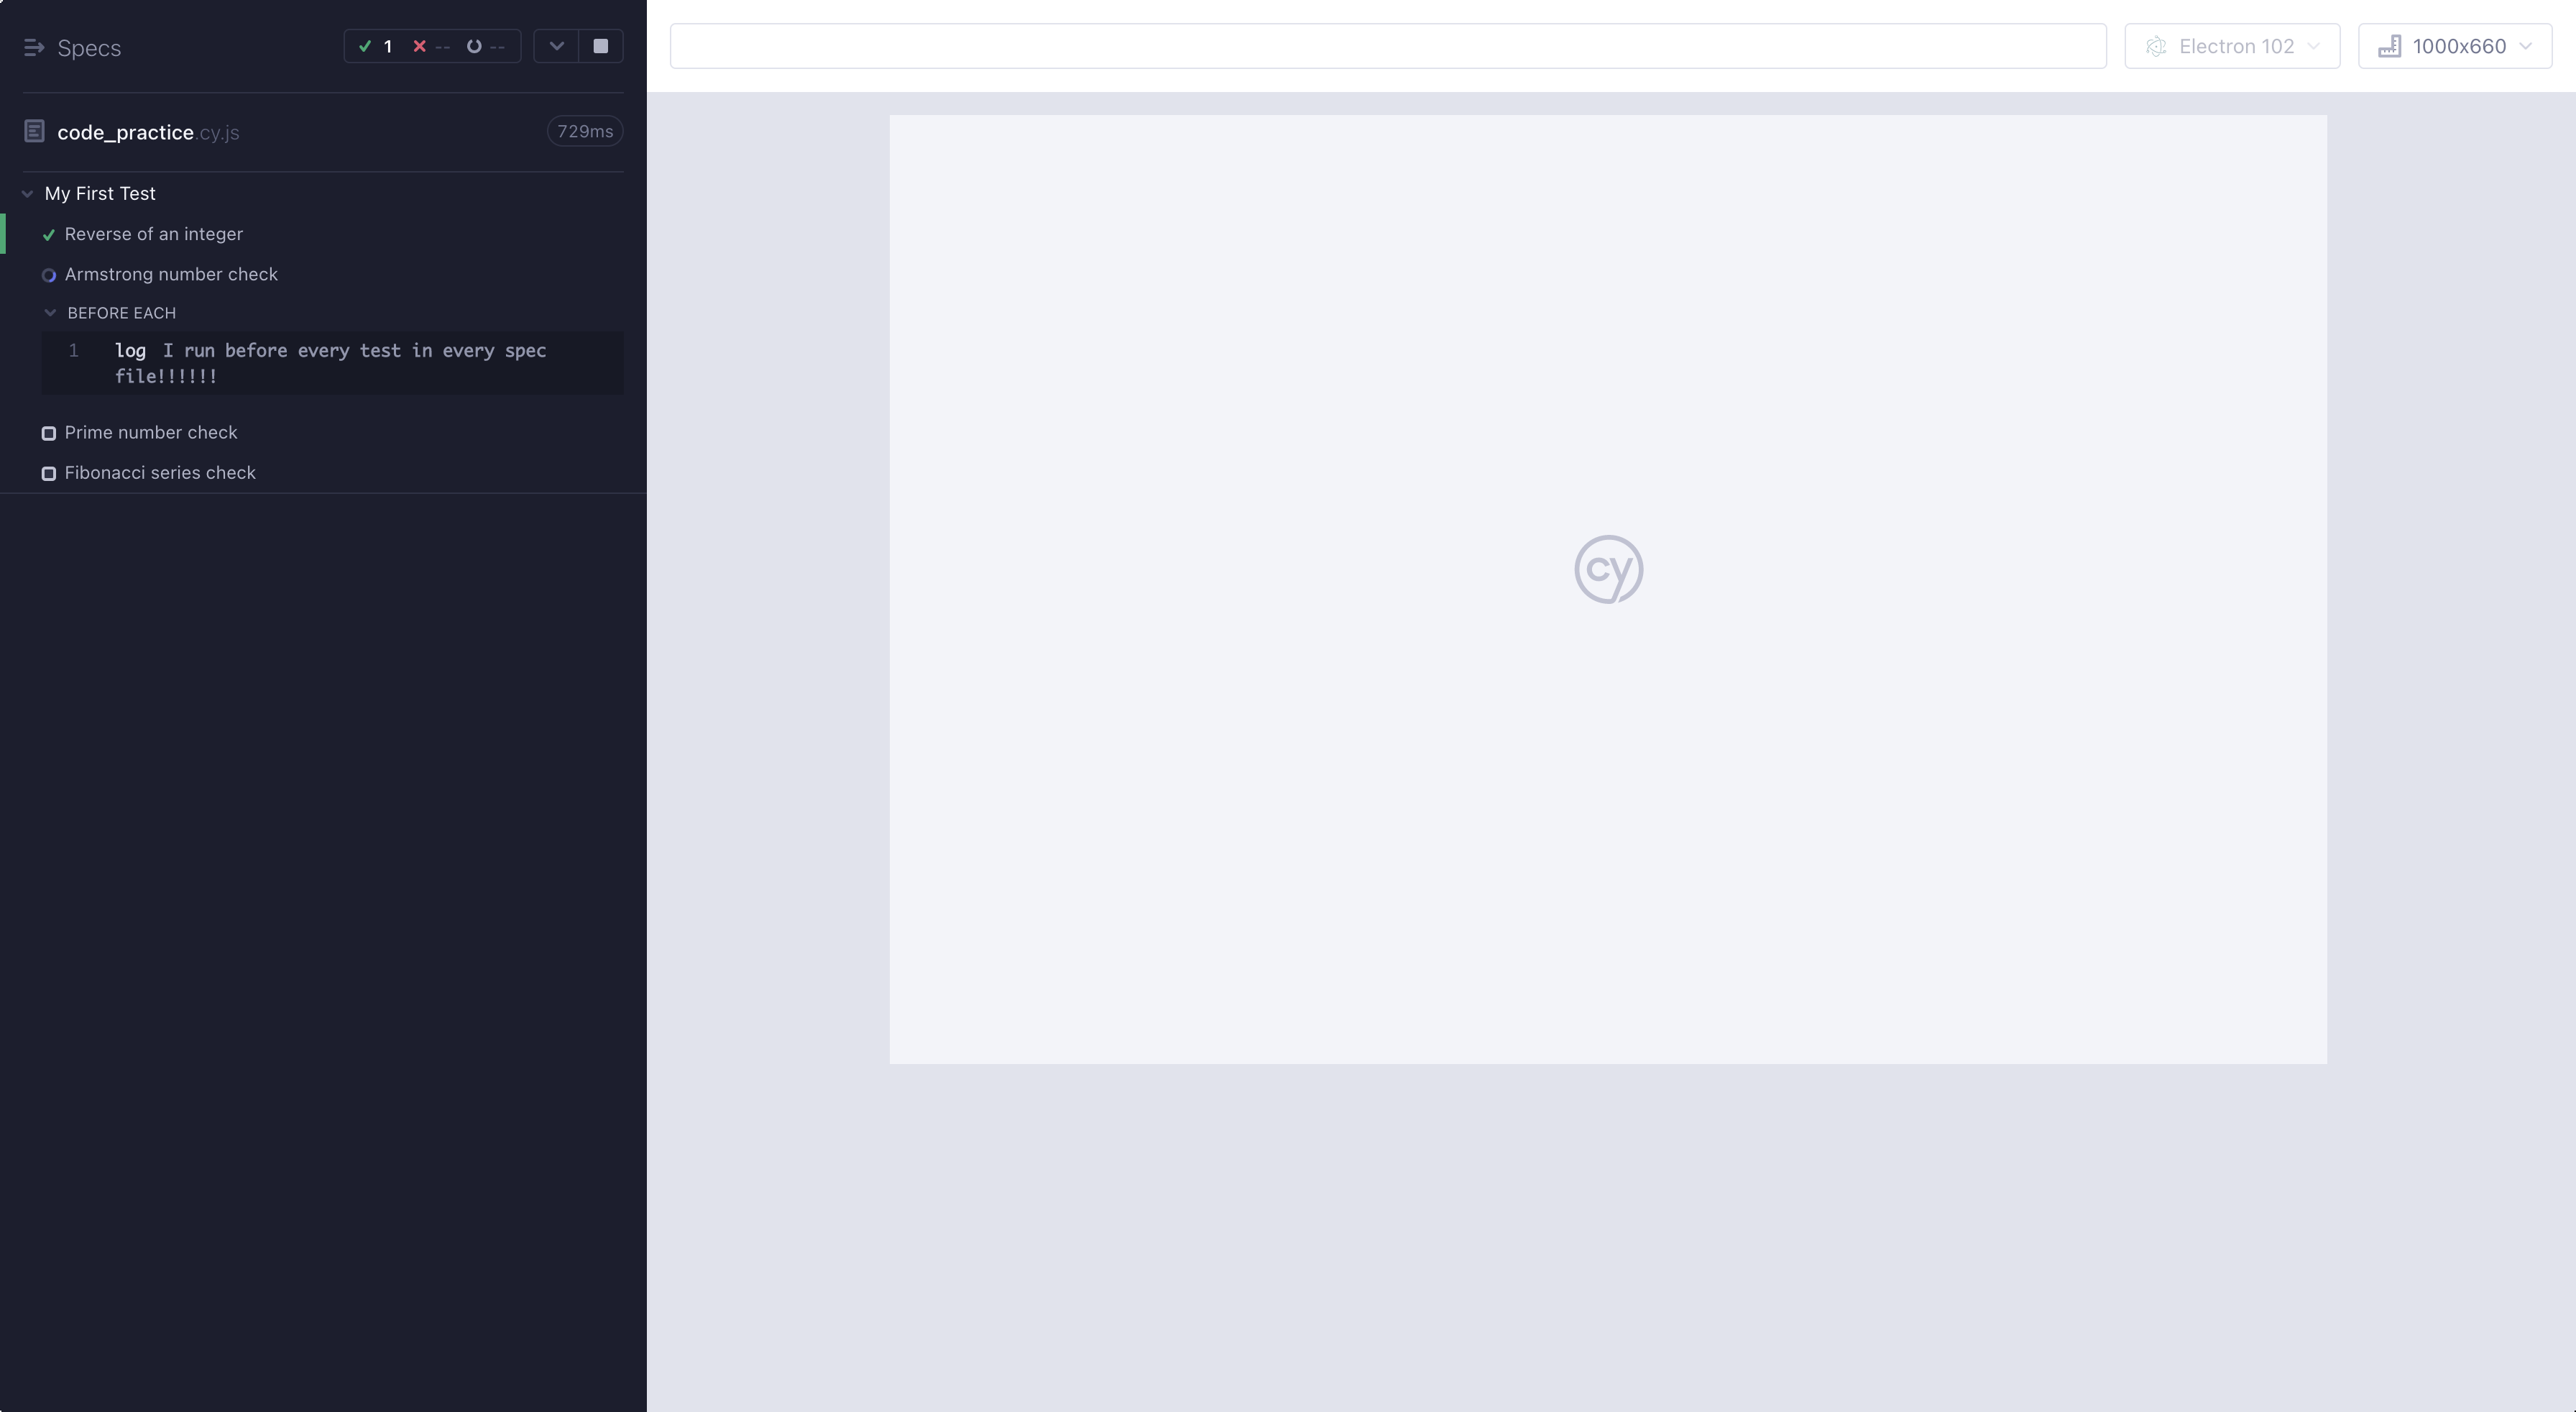 Specs
1 -- --
Electron 102
1000x660
code_practice.cy.js
729ms
My First Test
Reverse of an integer
Armstrong number check
BEFORE EACH
1 log I run before every test in every spec
file!!!!!!
Prime number check
Fibonacci series check
cy